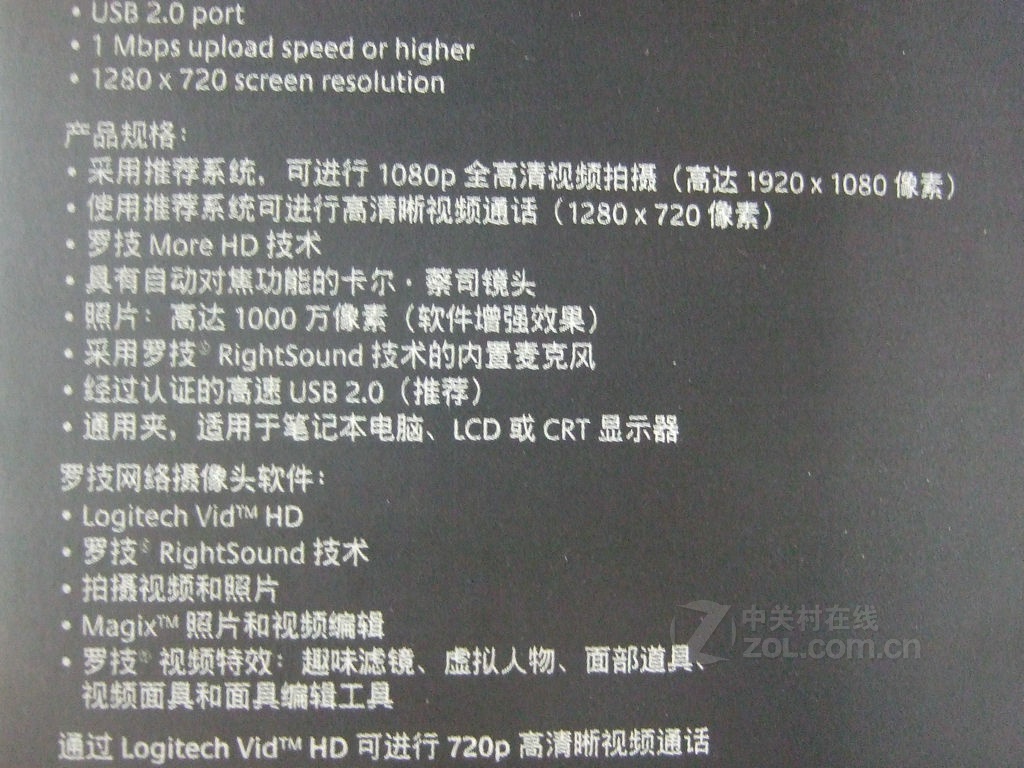 • USB 2.0 port
• 1 Mbps upload speed or higher
• 1280 x 720 screen resolution
产品规格：
• 采用推荐系统，可进行 1080p 全高清视频拍摄（高达 1920 x 1080 像素）
• 使用推荐系统可进行高清晰视频通话（1280 x 720 像素）
• 罗技 More HD 技术
• 具有自动对焦功能的卡尔·蔡司镜头
• 照片：高达 1000 万像素（软件增强效果）
• 采用罗技® RightSound 技术的内置麦克风
• 经过认证的高速 USB 2.0（推荐）
• 通用夹，适用于笔记本电脑、LCD 或 CRT 显示器
罗技网络摄像头软件：
• Logitech Vid™ HD
• 罗技® RightSound 技术
• 拍摄视频和照片
• Magix™ 照片和视频编辑
• 罗技® 视频特效：趣味滤镜、虚拟人物、面部道具、
视频面具和面具编辑工具
通过 Logitech Vid™ HD 可进行 720p 高清晰视频通话
中关村在线
ZOL.com.cn